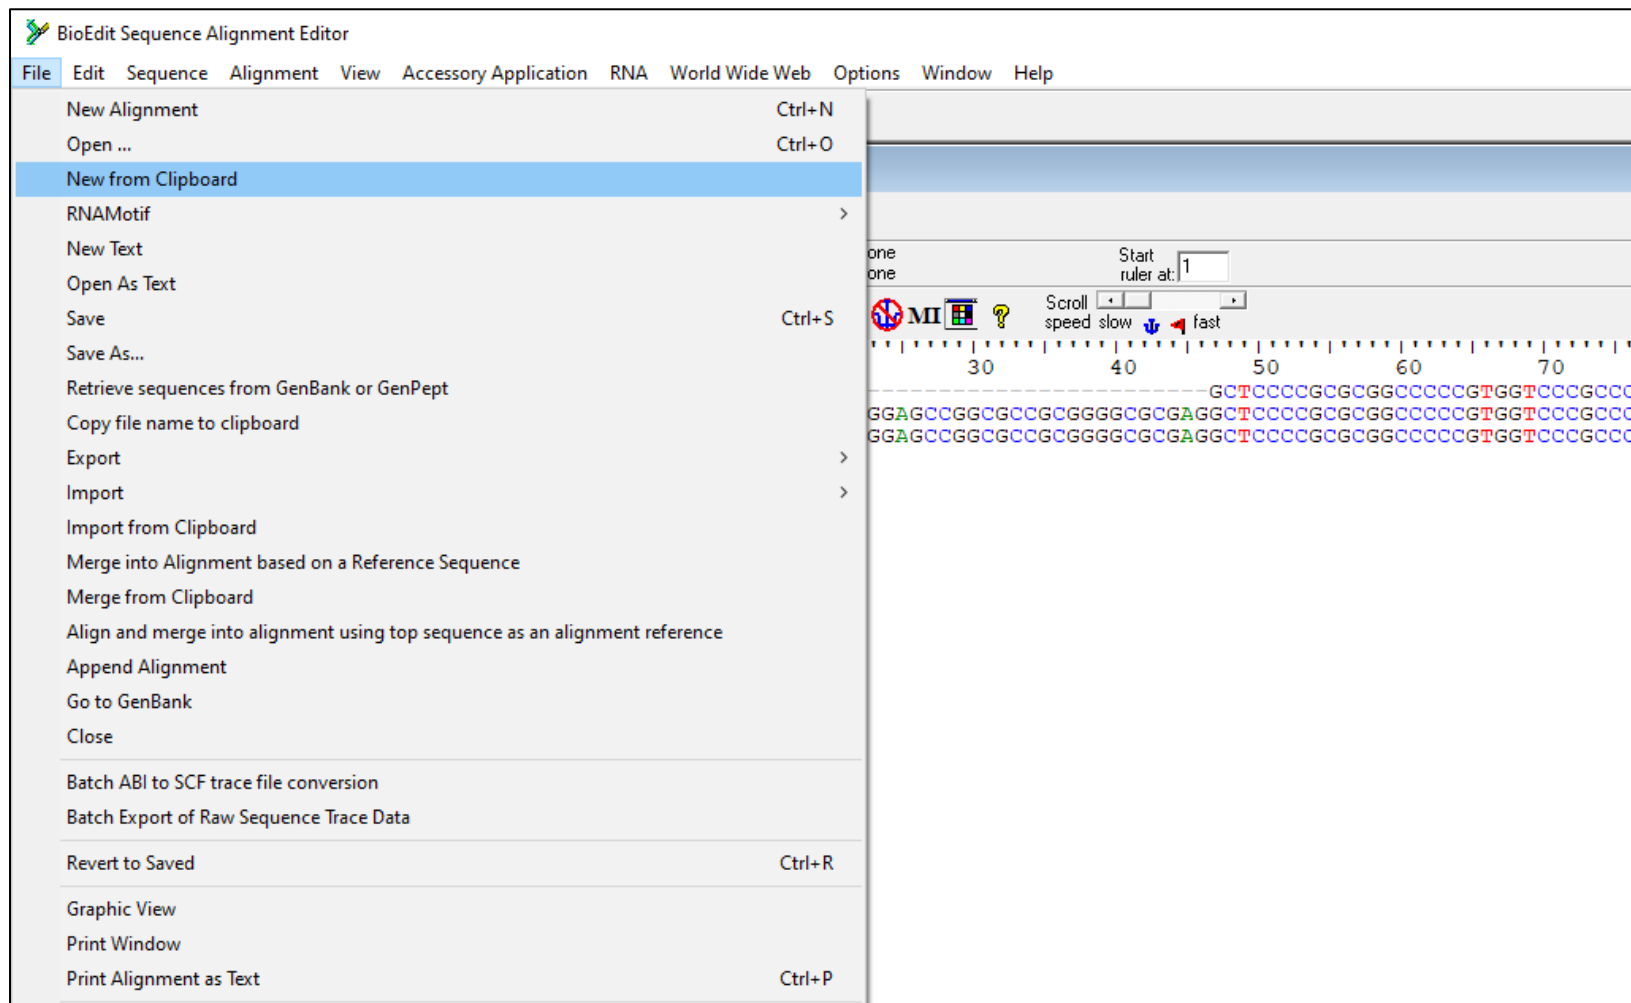 BioEdit Sequence Alignment Editor
File Edit Sequence Alignment View Accessory Application RNA World Wide Web Options Window Help
New Alignment Ctrl+N
Open ... Ctrl+O
New from Clipboard
RNAMotif
New Text
Open As Text
Save Ctrl+S
Save As...
Retrieve sequences from GenBank or GenPept
Copy file name to clipboard
Export
Import
Import from Clipboard
Merge into Alignment based on a Reference Sequence
Merge from Clipboard
Align and merge into alignment using top sequence as an alignment reference
Append Alignment
Go to GenBank
Close
Batch ABI to SCF trace file conversion
Batch Export of Raw Sequence Trace Data
Revert to Saved Ctrl+R
Graphic View
Print Window
Print Alignment as Text Ctrl+P
one
one
Start
ruler at: 1
MI
Scroll
speed slow fast
30 40 50 60 70
------------------------GCTCCCCGCGCGGCCCCCGTGGTCCCGCCC
GGAGCCGGCGCCGCGGGGCGCGAGGCTCCCCGCGCGGCCCCCGTGGTCCCGCCC
GGAGCCGGCGCCGCGGGGCGCGAGGCTCCCCGCGCGGCCCCCGTGGTCCCGCCC